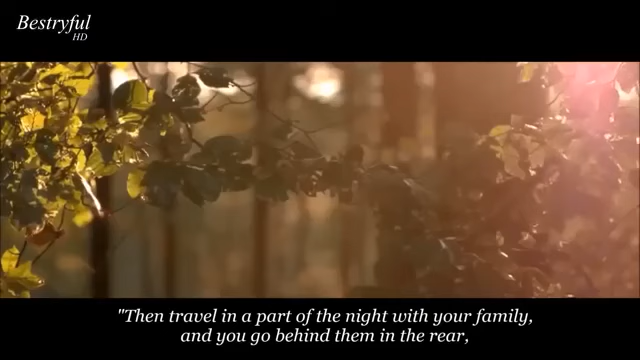 Bestryful
HD
"Then travel in a part of the night with your family,
and you go behind them in the rear,